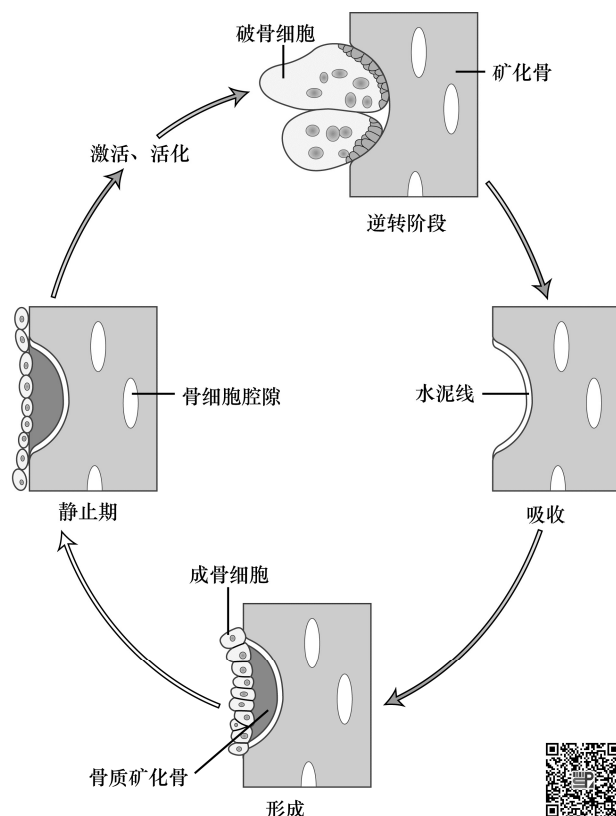 破骨细胞
矿化骨
激活、活化
逆转阶段
骨细胞腔隙
水泥线
静止期
吸收
成骨细胞
骨质矿化骨
形成